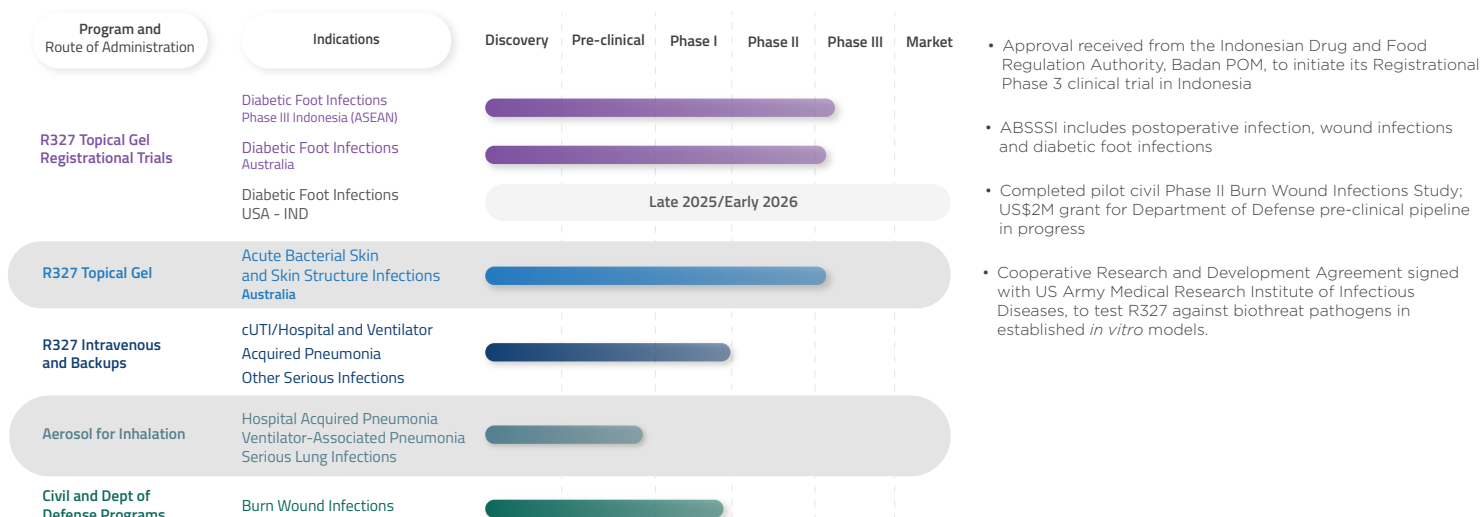 Program and
Route of Administration
Indications
Discovery
Pre-clinical
Phase I
Phase II
Phase III
Market
R327 Topical Gel
Registrational Trials
Diabetic Foot Infections
Phase III Indonesia (ASEAN)
Diabetic Foot Infections
Australia
Diabetic Foot Infections
USA - IND
Late 2025/Early 2026
R327 Topical Gel
Acute Bacterial Skin
and Skin Structure Infections
Australia
R327 Intravenous
and Backups
cUTI/Hospital and Ventilator
Acquired Pneumonia
Other Serious Infections
Aerosol for Inhalation
Hospital Acquired Pneumonia
Ventilator-Associated Pneumonia
Serious Lung Infections
Civil and Dept of
Defense Programs
Burn Wound Infections
• Approval received from the Indonesian Drug and Food
Regulation Authority, Badan POM, to initiate its Registrational
Phase 3 clinical trial in Indonesia
• ABSSSI includes postoperative infection, wound infections
and diabetic foot infections
• Completed pilot civil Phase II Burn Wound Infections Study;
US$2M grant for Department of Defense pre-clinical pipeline
in progress
• Cooperative Research and Development Agreement signed
with US Army Medical Research Institute of Infectious
Diseases, to test R327 against biothreat pathogens in
established in vitro models.